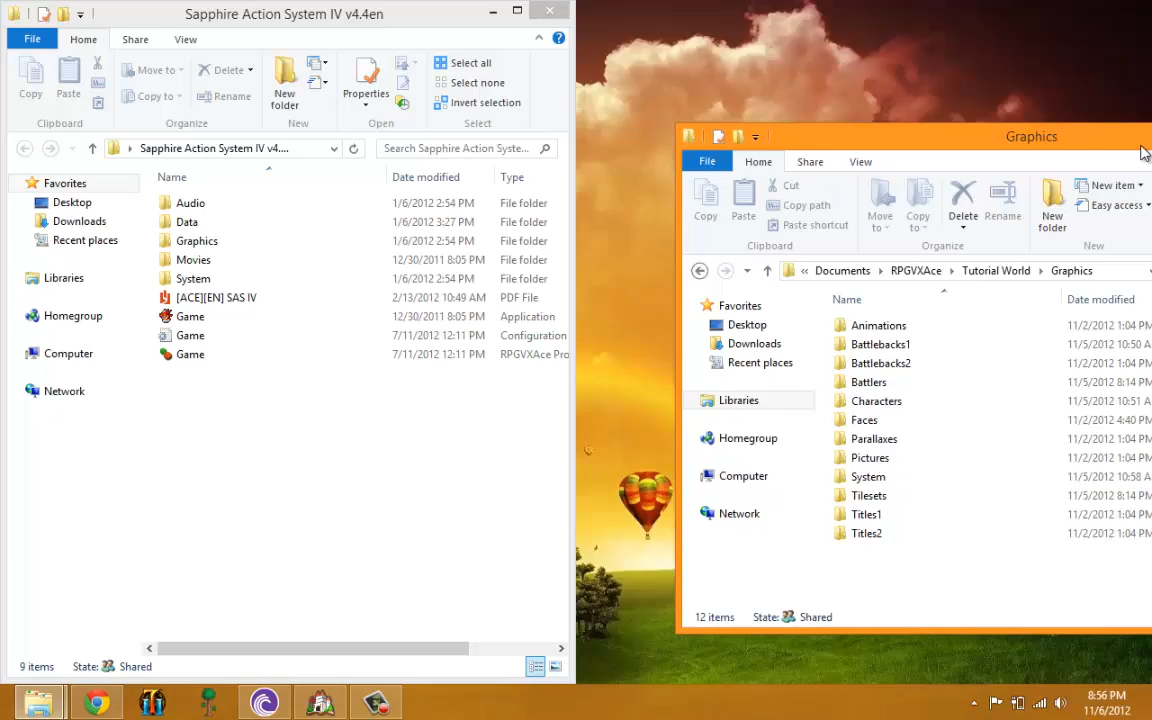 Sapphire Action System IV v4.4en
File Home Share View
Copy
Paste
Move to
Copy to
Delete
Rename
New folder
Properties
Select all
Select none
Invert selection
Clipboard Organize New Open Select
Sapphire Action System IV v4....
Search Sapphire Action Syste...
Name Date modified Type
Favorites
Desktop
Downloads
Recent places
Libraries
Homegroup
Computer
Network
Audio 1/6/2012 2:54 PM File folder
Data 1/6/2012 3:27 PM File folder
Graphics 1/6/2012 2:54 PM File folder
Movies 12/30/2011 8:05 PM File folder
System 1/6/2012 2:54 PM File folder
[ACE][EN] SAS IV 2/13/2012 10:49 AM PDF File
Game 12/30/2011 8:05 PM Application
Game 7/11/2012 12:11 PM Configuration
Game 7/11/2012 12:11 PM RPGVXAce Pro
9 items State: Shared
Graphics
File Home Share View
Copy
Paste
Cut
Copy path
Paste shortcut
Move to
Copy to
Delete
Rename
New folder
New item
Easy access
Clipboard Organize New
« Documents RPGVXAce Tutorial World Graphics
Name Date modified
Favorites
Desktop
Downloads
Recent places
Libraries
Homegroup
Computer
Network
Animations 11/2/2012 1:04 PM
Battlebacks1 11/5/2012 10:50 A
Battlebacks2 11/2/2012 1:04 PM
Battlers 11/5/2012 8:14 PM
Characters 11/5/2012 10:51 A
Faces 11/2/2012 4:40 PM
Parallaxes 11/2/2012 1:04 PM
Pictures 11/2/2012 1:04 PM
System 11/5/2012 10:58 A
Tilesets 11/5/2012 8:14 PM
Titles1 11/2/2012 1:04 PM
Titles2 11/2/2012 1:04 PM
12 items State: Shared
8:56 PM
11/6/2012